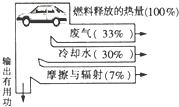 燃料释放的热量(100%)
废气(33%)
冷却水(30%)
摩擦与辐射(7%)
输出有用功